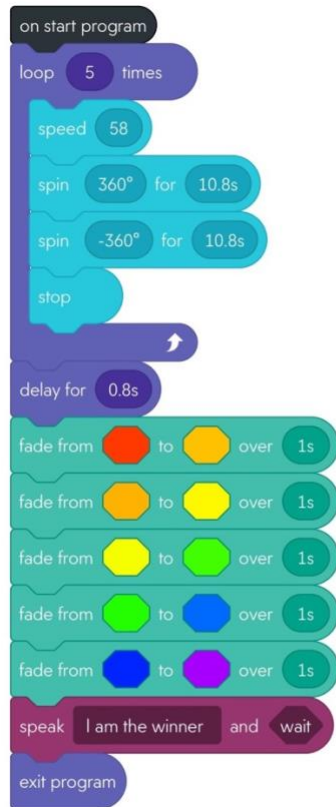 on start program
loop 5 times
speed 58
spin 360° for 10.8s
spin -360° for 10.8s
stop
delay for 0.8s
fade from to over 1s
fade from to over 1s
fade from to over 1s
fade from to over 1s
fade from to over 1s
speak I am the winner and wait
exit program